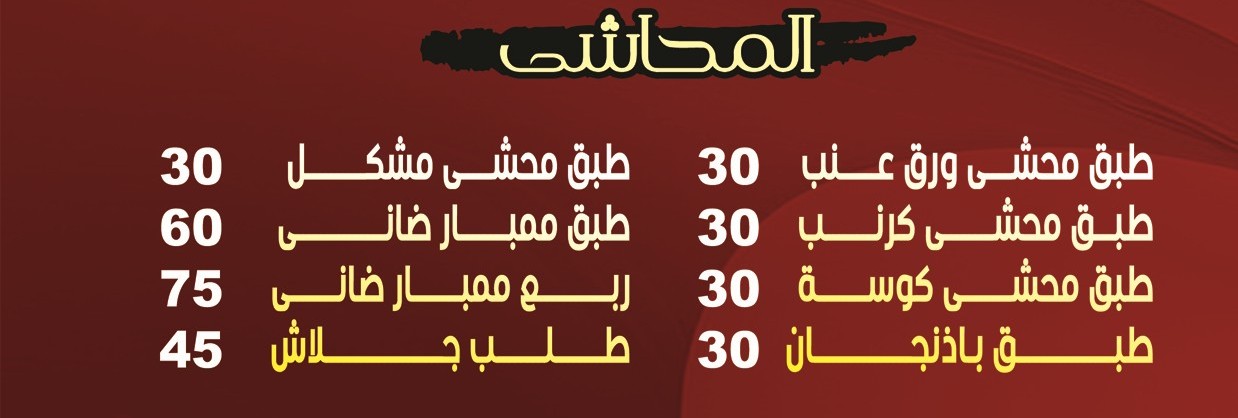 المحاشى
طبق محشى ورق عنب 30
طبق محشى كرنب 30
طبق محشى كوسة 30
طبق باذنجان 30
طبق محشى مشكل 30
طبق ممبار ضانى 60
ربع ممبار ضانى 75
طلب جلاش 45